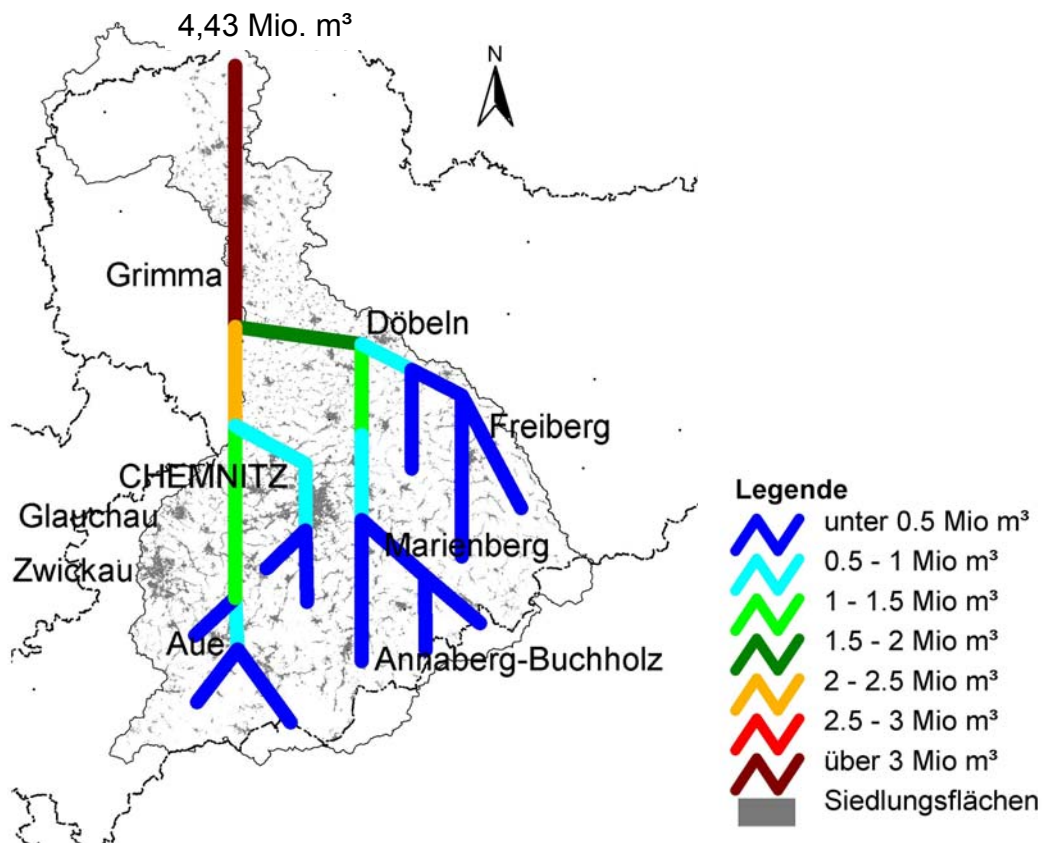 4,43 Mio. m³
N
Grimma
Döbeln
Freiberg
CHEMNITZ
Glauchau
Marienberg
Zwickau
Aue
Annaberg-Buchholz
Legende
unter 0.5 Mio m³
0.5 - 1 Mio m³
1 - 1.5 Mio m³
1.5 - 2 Mio m³
2 - 2.5 Mio m³
2.5 - 3 Mio m³
über 3 Mio m³
Siedlungsflächen